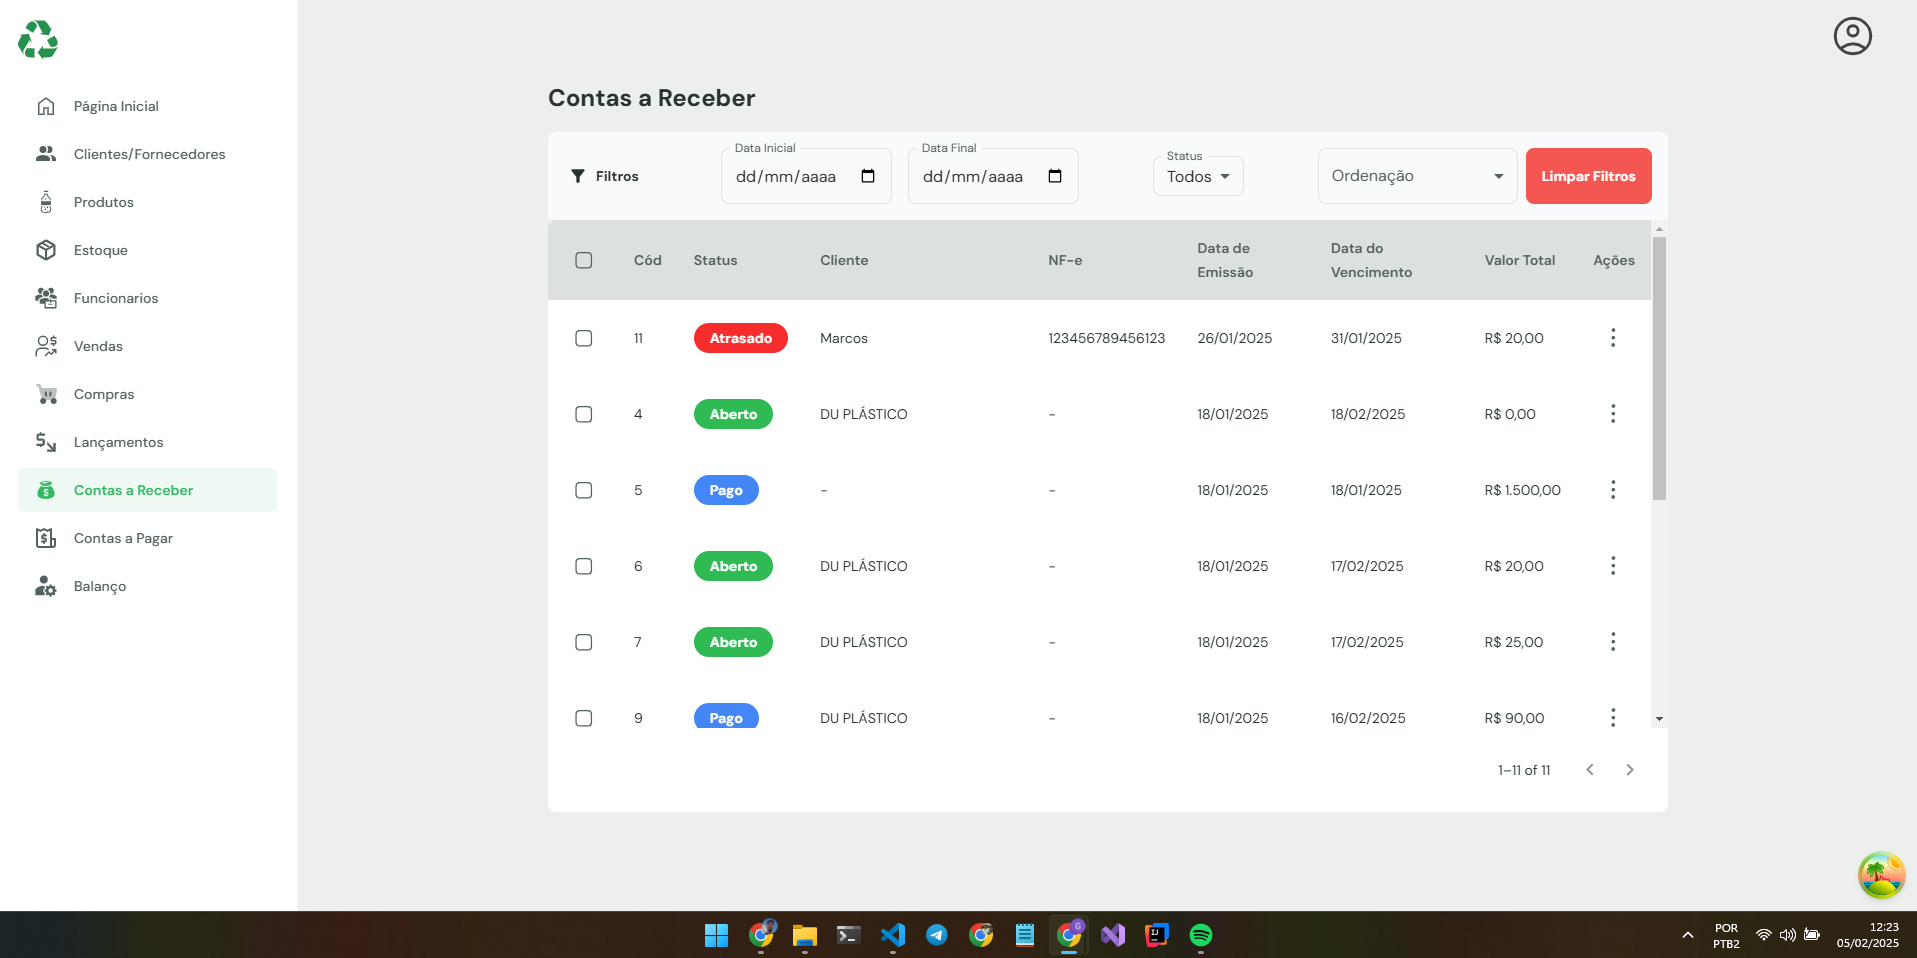 Página Inicial
Clientes/Fornecedores
Produtos
Estoque
Funcionarios
Vendas
Compras
Lançamentos
Contas a Receber
Contas a Pagar
Balanço
Contas a Receber
Filtros
Data Inicial
dd/mm/aaaa
Data Final
dd/mm/aaaa
Status
Todos
Ordenação
Limpar Filtros
Cód Status Cliente NF-e Data de Emissão Data do Vencimento Valor Total Ações
11 Atrasado Marcos 123456789456123 26/01/2025 31/01/2025 R$ 20,00
4 Aberto DU PLÁSTICO - 18/01/2025 18/02/2025 R$ 0,00
5 Pago - - 18/01/2025 18/01/2025 R$ 1.500,00
6 Aberto DU PLÁSTICO - 18/01/2025 17/02/2025 R$ 20,00
7 Aberto DU PLÁSTICO - 18/01/2025 17/02/2025 R$ 25,00
9 Pago DU PLÁSTICO - 18/01/2025 16/02/2025 R$ 90,00
1–11 of 11
POR
PTB2
12:23
05/02/2025